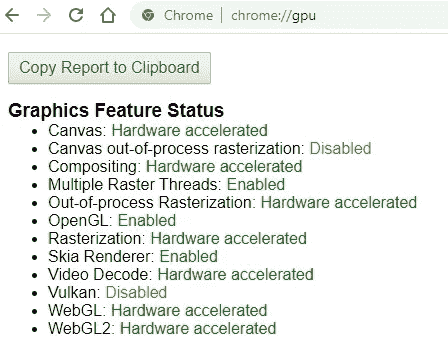 Chrome | chrome://gpu
Copy Report to Clipboard
Graphics Feature Status
• Canvas: Hardware accelerated
• Canvas out-of-process rasterization: Disabled
• Compositing: Hardware accelerated
• Multiple Raster Threads: Enabled
• Out-of-process Rasterization: Hardware accelerated
• OpenGL: Enabled
• Rasterization: Hardware accelerated
• Skia Renderer: Enabled
• Video Decode: Hardware accelerated
• Vulkan: Disabled
• WebGL: Hardware accelerated
• WebGL2: Hardware accelerated